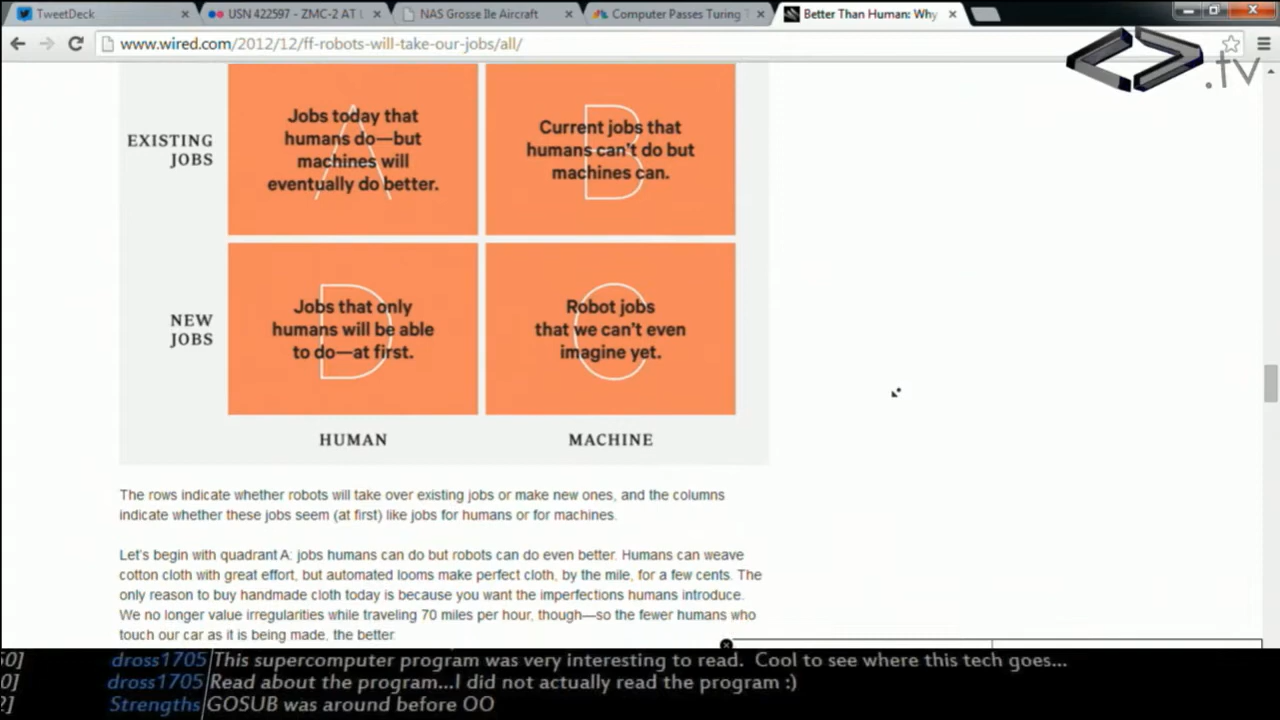 TweetDeck
USN 422597 - ZMC-2 AT
NAS Grosse Ile Aircraft
Computer Passes Turing
Better Than Human: Why
www.wired.com/2012/12/ff-robots-will-take-our-jobs/all/
.tv
EXISTING
JOBS
A
Jobs today that
humans do—but
machines will
eventually do better.
B
Current jobs that
humans can't do but
machines can.
NEW
JOBS
D
Jobs that only
humans will be able
to do—at first.
Robot jobs
that we can't even
imagine yet.
HUMAN
MACHINE
The rows indicate whether robots will take over existing jobs or make new ones, and the columns
indicate whether these jobs seem (at first) like jobs for humans or for machines.
Let's begin with quadrant A: jobs humans can do but robots can do even better. Humans can weave
cotton cloth with great effort, but automated looms make perfect cloth, by the mile, for a few cents. The
only reason to buy handmade cloth today is because you want the imperfections humans introduce.
We no longer value irregularities while traveling 70 miles per hour, though—so the fewer humans who
touch our car as it is being made, the better.
0] dross1705 This supercomputer program was very interesting to read. Cool to see where this tech goes...
0] dross1705 Read about the program...I did not actually read the program :)
2] Strengths GOSUB was around before OO